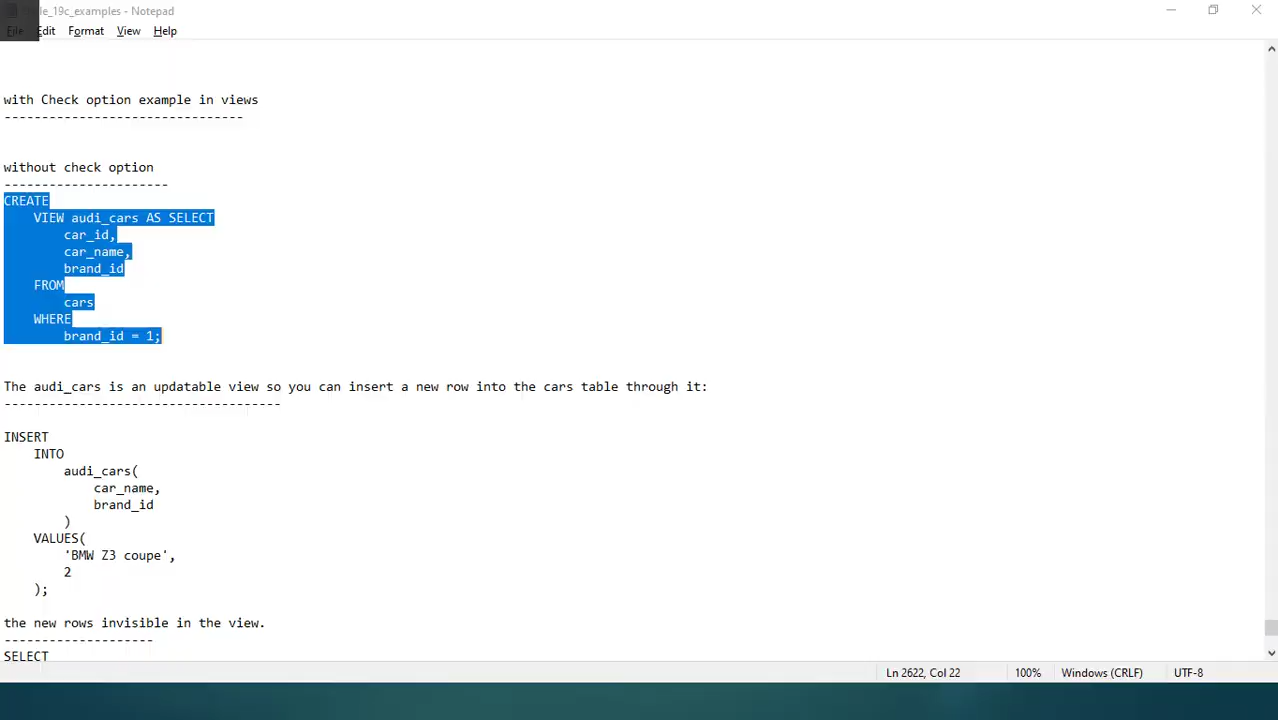 le_19c_examples - Notepad
File Edit Format View Help
with Check option example in views
--------------------------------
without check option
----------------------
CREATE
    VIEW audi_cars AS SELECT
        car_id,
        car_name,
        brand_id
    FROM
        cars
    WHERE
        brand_id = 1;
The audi_cars is an updatable view so you can insert a new row into the cars table through it:
-------------------------------------
INSERT
    INTO
        audi_cars(
            car_name,
            brand_id
        )
    VALUES(
        'BMW Z3 coupe',
        2
    );
the new rows invisible in the view.
--------------------
SELECT
Ln 2622, Col 22 100% Windows (CRLF) UTF-8